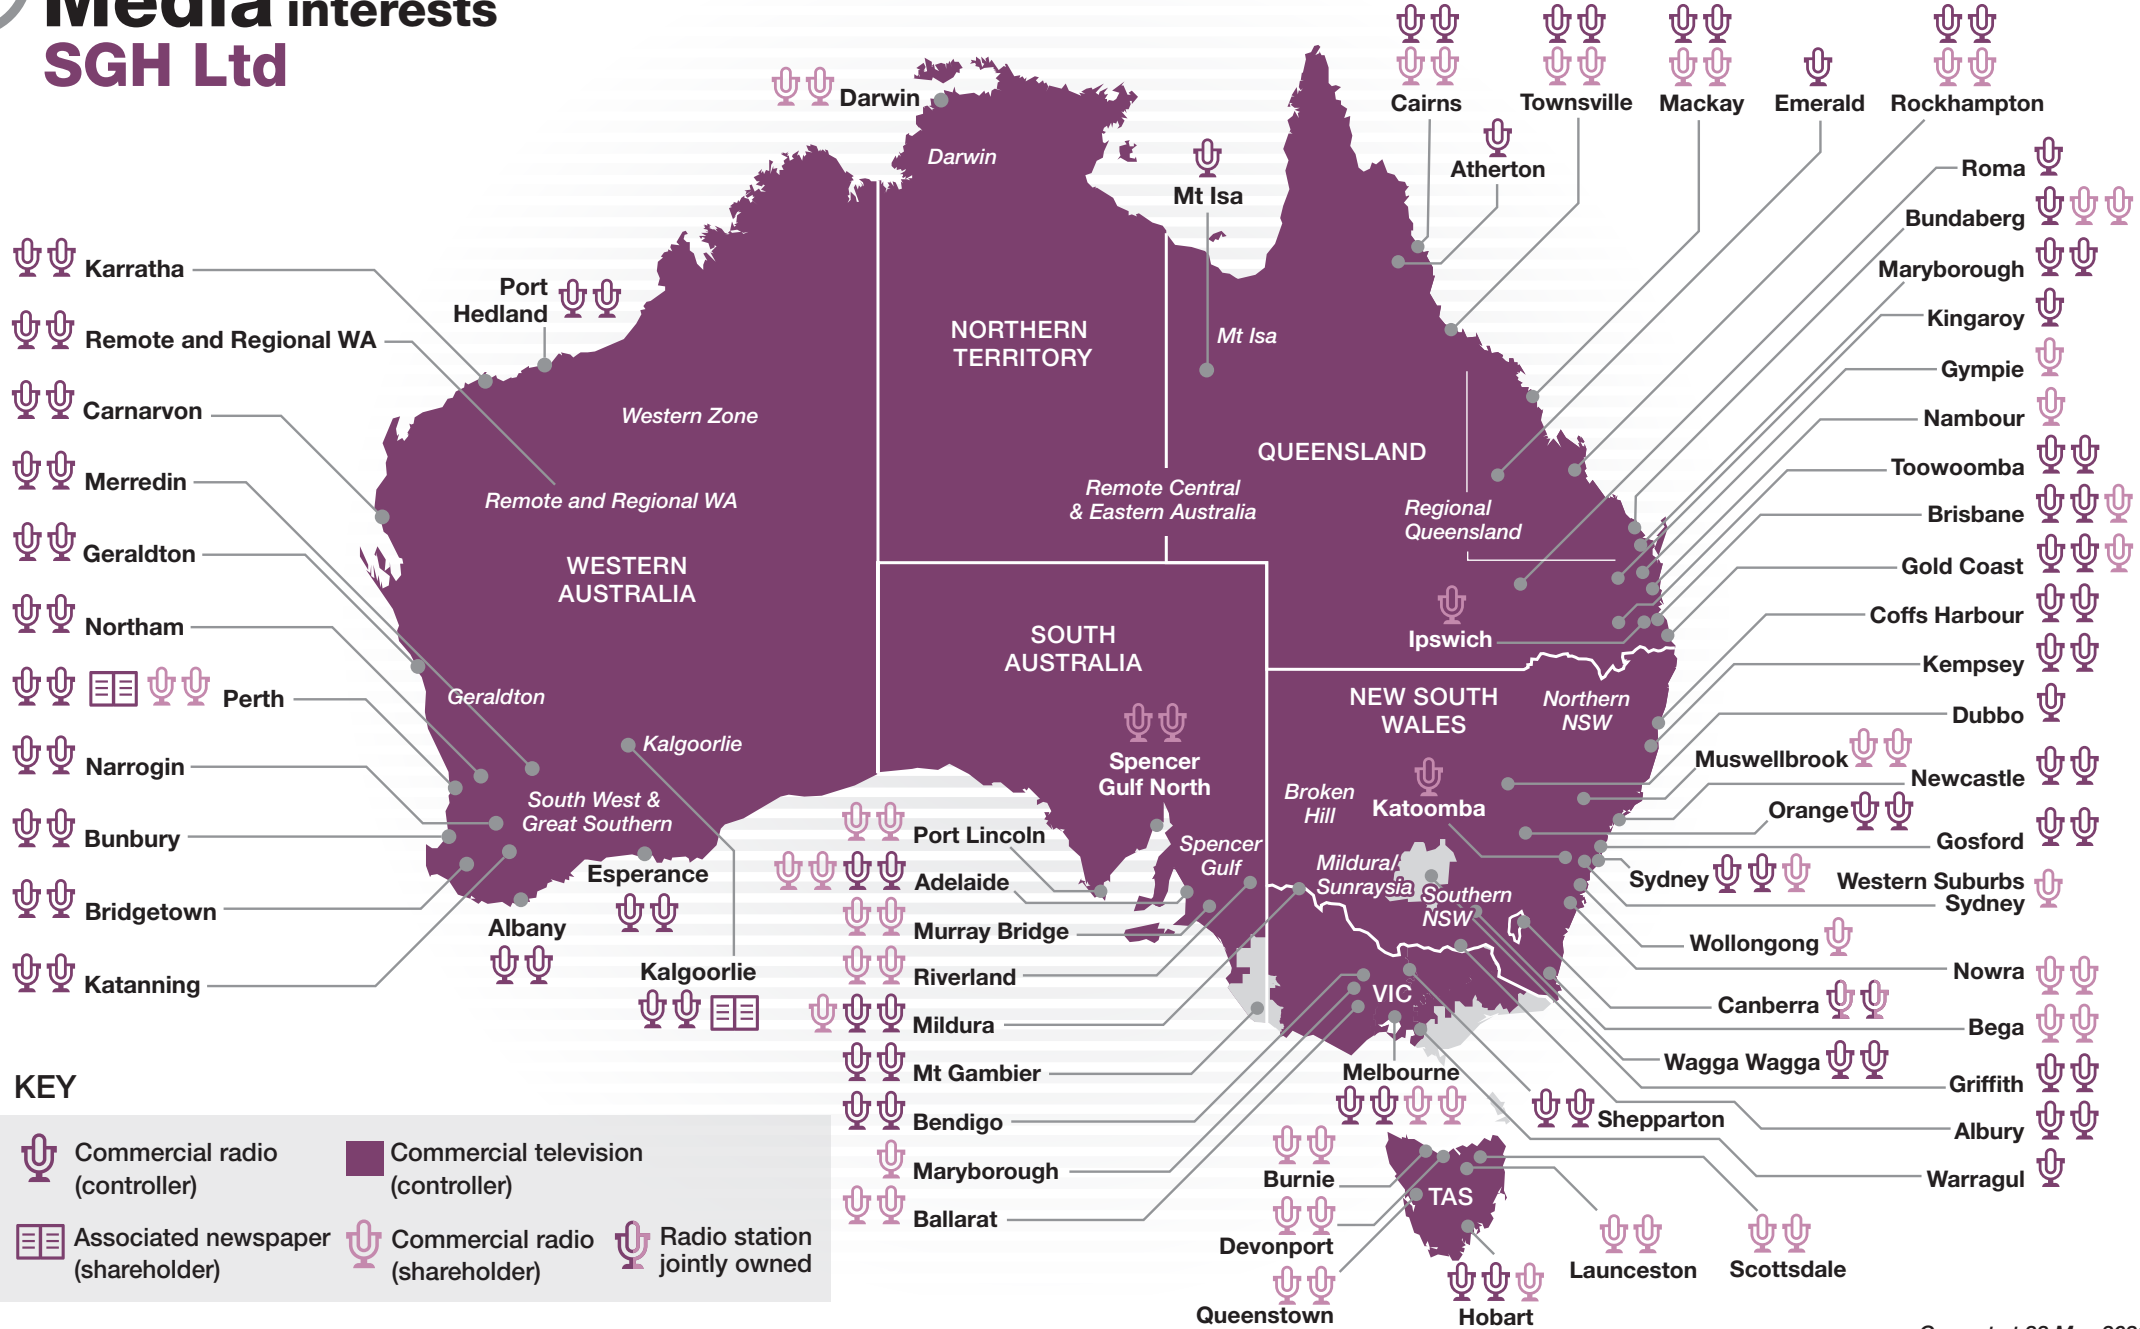 Media interests
SGH Ltd
Darwin
Cairns
Townsville
Mackay
Emerald
Rockhampton
Darwin
Atherton
Mt Isa
Roma
Bundaberg
Maryborough
Kingaroy
Gympie
Nambour
Toowoomba
Brisbane
Gold Coast
Coffs Harbour
Kempsey
Dubbo
Muswellbrook
Newcastle
Orange
Gosford
Sydney
Western Suburbs
Sydney
Wollongong
Nowra
Canberra
Bega
Wagga Wagga
Griffith
Shepparton
Albury
Warragul
Karratha
Port
Hedland
Remote and Regional WA
Carnarvon
Merredin
Geraldton
Northam
Perth
Narrogin
Bunbury
Bridgetown
Katanning
Western Zone
Remote and Regional WA
WESTERN
AUSTRALIA
Geraldton
Kalgoorlie
South West &
Great Southern
Esperance
Albany
Kalgoorlie
NORTHERN
TERRITORY
Mt Isa
QUEENSLAND
Remote Central
& Eastern Australia
Regional
Queensland
Ipswich
SOUTH
AUSTRALIA
Spencer
Gulf North
NEW SOUTH
WALES
Northern
NSW
Broken
Hill
Katoomba
Spencer
Gulf
Mildura/
Sunraysia
Southern
NSW
Port Lincoln
Adelaide
Murray Bridge
Riverland
Mildura
Mt Gambier
Bendigo
Maryborough
Ballarat
VIC
Melbourne
Burnie
TAS
Devonport
Queenstown
Hobart
Launceston
Scottsdale
KEY
Commercial radio
(controller)
Commercial television
(controller)
Associated newspaper
(shareholder)
Commercial radio
(shareholder)
Radio station
jointly owned